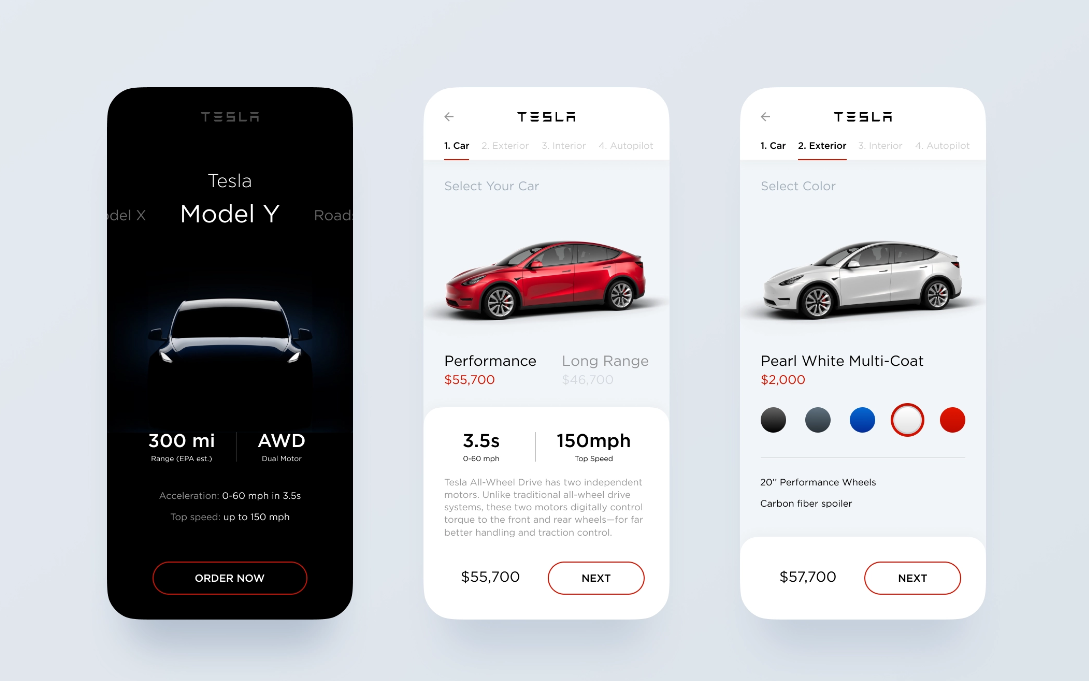 TESLA
Tesla
odel X
Model Y
Roads
300 mi
Range (EPA est.)
AWD
Dual Motor
Acceleration: 0-60 mph in 3.5s
Top speed: up to 150 mph
ORDER NOW
←
TESLA
1. Car 2. Exterior 3. Interior 4. Autopilot
Select Your Car
Performance
$55,700
Long Range
$46,700
3.5s
0-60 mph
150mph
Top Speed
Tesla All-Wheel Drive has two independent
motors. Unlike traditional all-wheel drive
systems, these two motors digitally control
torque to the front and rear wheels—for far
better handling and traction control.
$55,700
NEXT
←
TESLA
1. Car 2. Exterior 3. Interior 4. Autopilot
Select Color
Pearl White Multi-Coat
$2,000
20" Performance Wheels
Carbon fiber spoiler
$57,700
NEXT